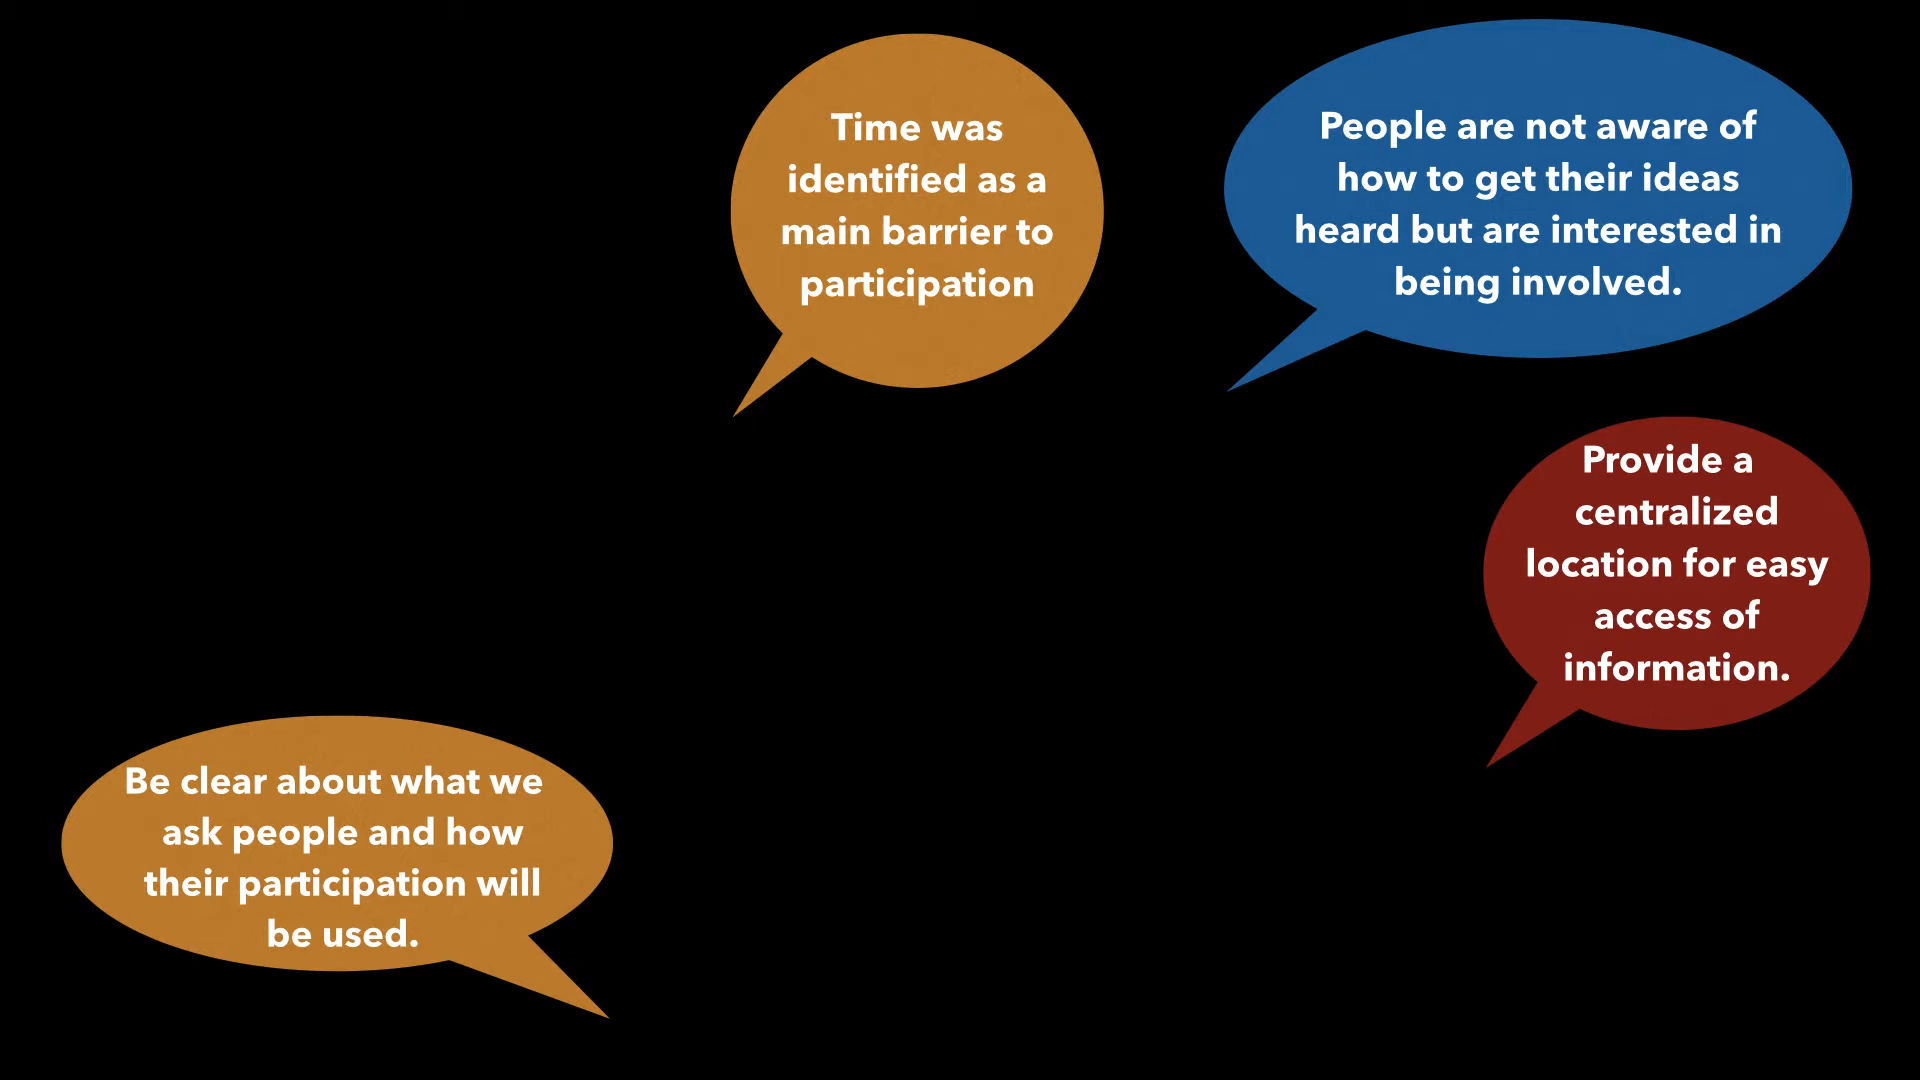 Time was
identified as a
main barrier to
participation
People are not aware of
how to get their ideas
heard but are interested in
being involved.
Provide a
centralized
location for easy
access of
information.
Be clear about what we
ask people and how
their participation will
be used.